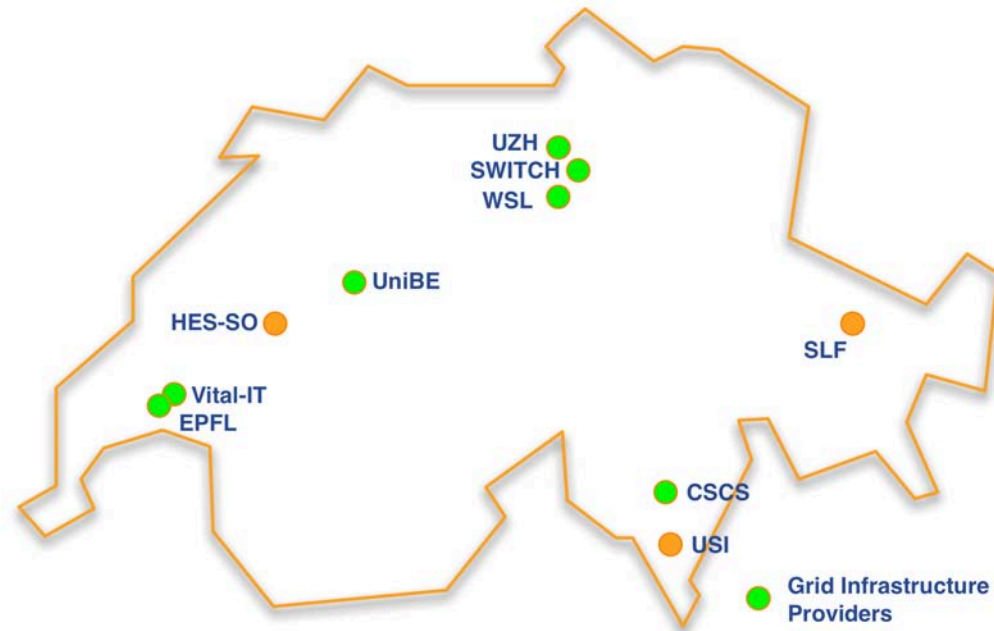 UZH
SWITCH
WSL
UniBE
HES-SO
SLF
Vital-IT
EPFL
CSCS
USI
Grid Infrastructure
Providers